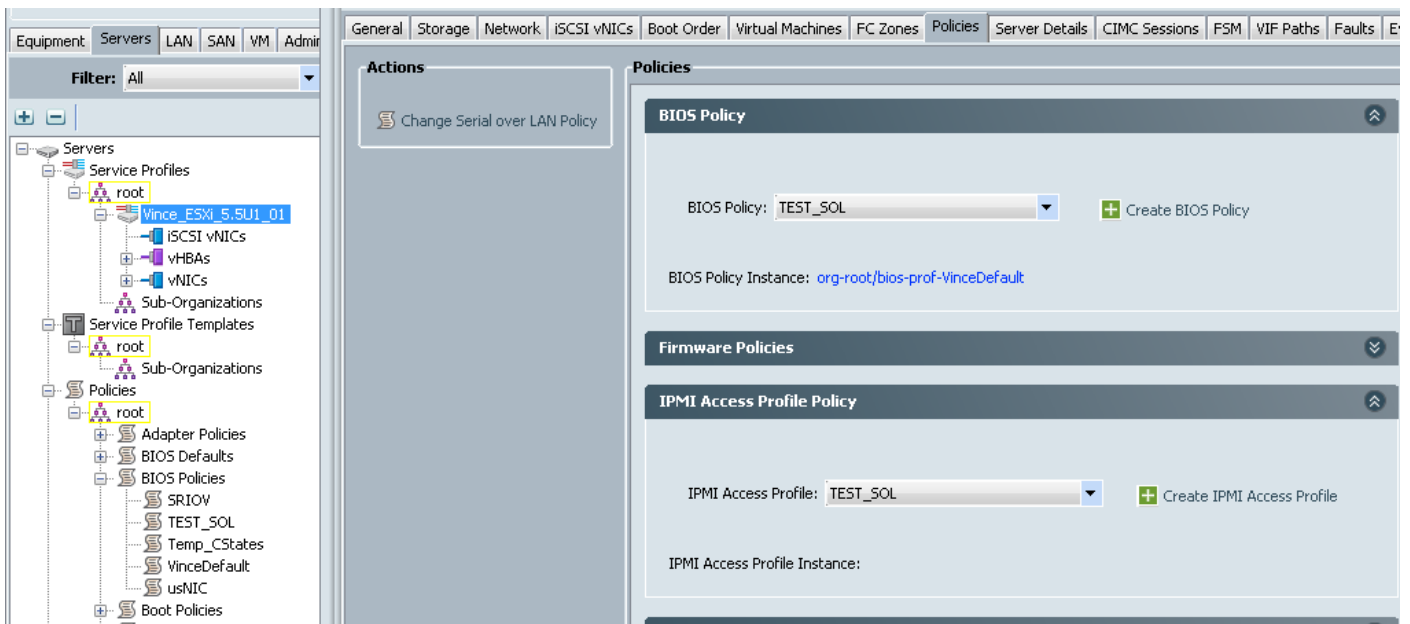 Equipment Servers LAN SAN VM Admin
Filter: All
Servers
Service Profiles
root
Vince_ESXi_5.5U1_01
iSCSI vNICs
vHBAs
vNICs
Sub-Organizations
Service Profile Templates
root
Sub-Organizations
Policies
root
Adapter Policies
BIOS Defaults
BIOS Policies
SRIOV
TEST_SOL
Temp_CStates
VinceDefault
usNIC
Boot Policies
General Storage Network iSCSI vNICs Boot Order Virtual Machines FC Zones Policies Server Details CIMC Sessions FSM VIF Paths Faults
Actions
Change Serial over LAN Policy
Policies
BIOS Policy
BIOS Policy: TEST_SOL Create BIOS Policy
BIOS Policy Instance: org-root/bios-prof-VinceDefault
Firmware Policies
IPMI Access Profile Policy
IPMI Access Profile: TEST_SOL Create IPMI Access Profile
IPMI Access Profile Instance: